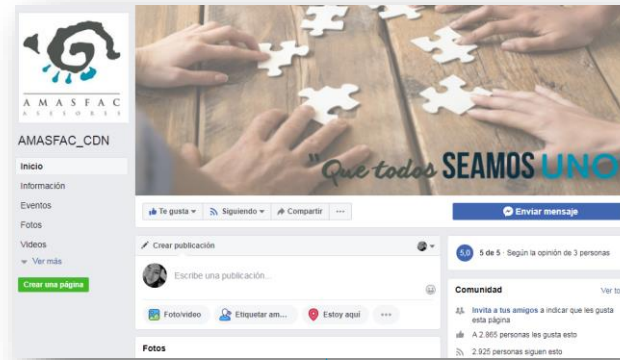 AMASFAC
ASESORES
AMASFAC_CDN
Inicio
Información
Eventos
Fotos
Videos
Ver más
Crear una página
"Que todos SEAMOS UNO
Te gusta Siguiendo Compartir ...
Enviar mensaje
Crear publicación
Escribe una publicación...
Foto/video Etiquetar am... Estoy aquí ...
Fotos
5,0 5 de 5 · Según la opinión de 3 personas
Comunidad
Invita a tus amigos a indicar que les gusta
esta página
A 2.865 personas les gusta esto
2.925 personas siguen esto